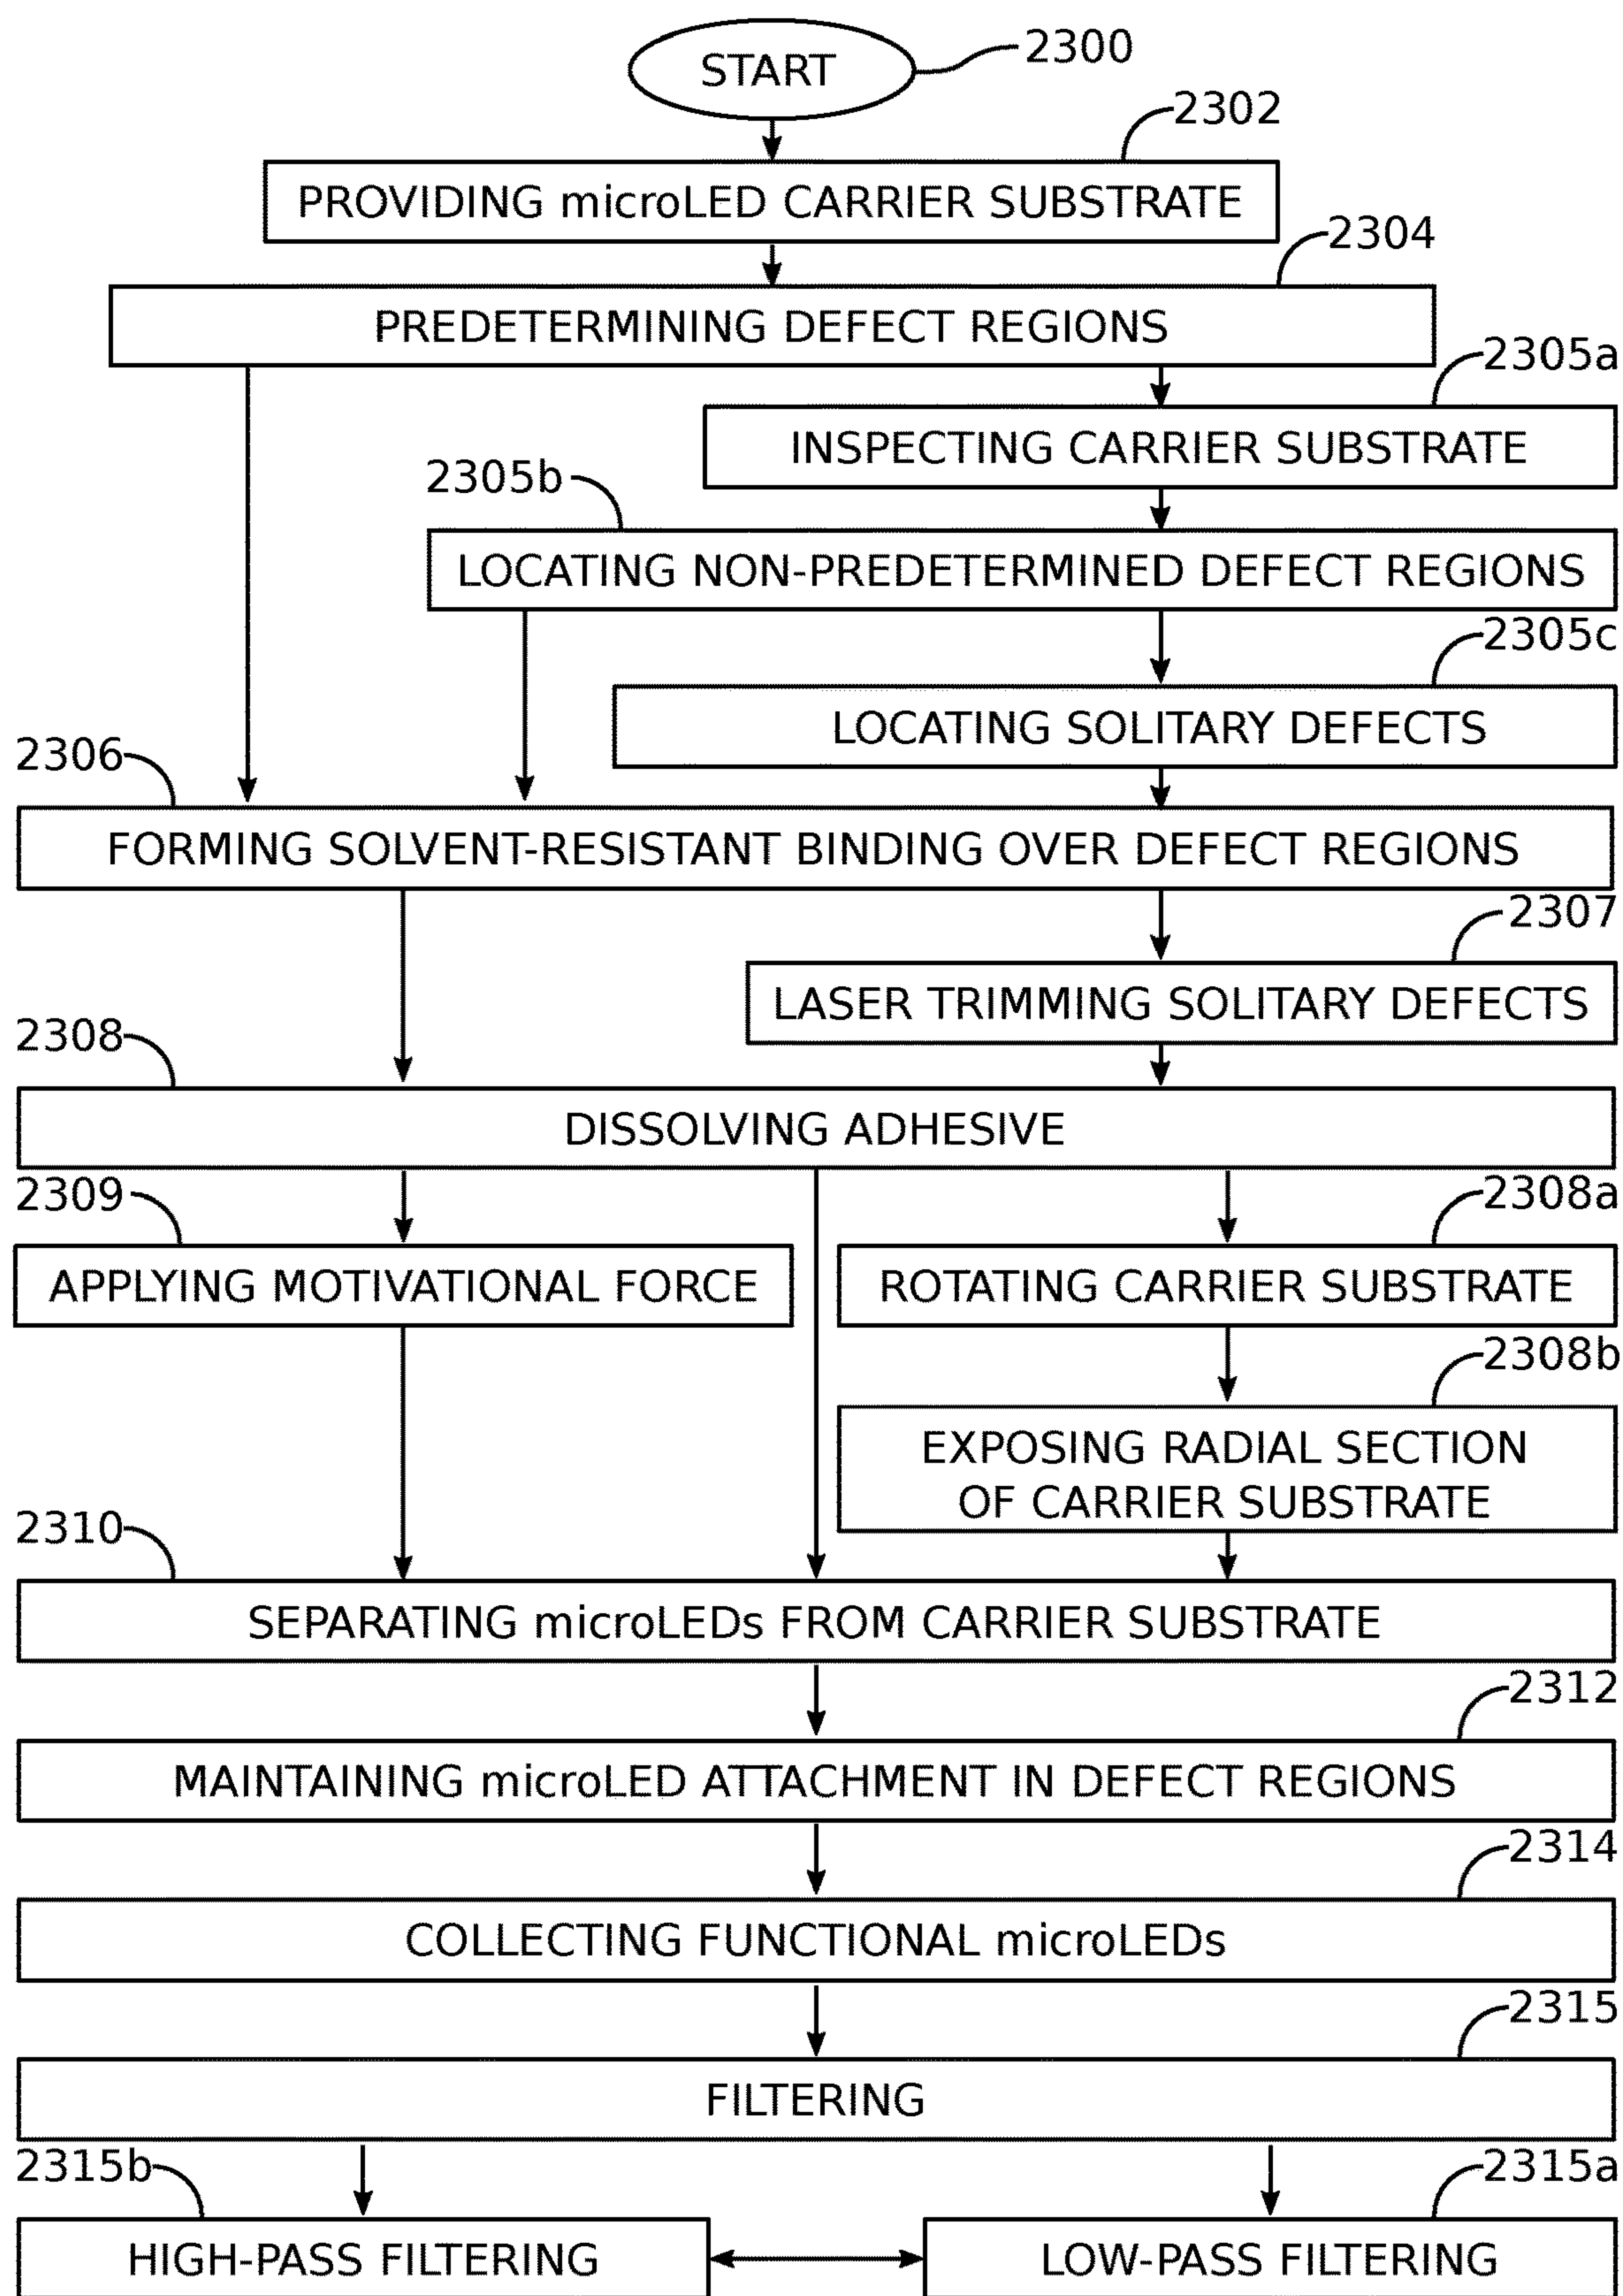 START
2300
2302
PROVIDING microLED CARRIER SUBSTRATE
2304
PREDETERMINING DEFECT REGIONS
2305a
INSPECTING CARRIER SUBSTRATE
2305b
LOCATING NON-PREDETERMINED DEFECT REGIONS
2305c
LOCATING SOLITARY DEFECTS
2306
FORMING SOLVENT-RESISTANT BINDING OVER DEFECT REGIONS
2307
LASER TRIMMING SOLITARY DEFECTS
2308
DISSOLVING ADHESIVE
2309
2308a
APPLYING MOTIVATIONAL FORCE
ROTATING CARRIER SUBSTRATE
2308b
EXPOSING RADIAL SECTION
OF CARRIER SUBSTRATE
2310
SEPARATING microLEDs FROM CARRIER SUBSTRATE
2312
MAINTAINING microLED ATTACHMENT IN DEFECT REGIONS
2314
COLLECTING FUNCTIONAL microLEDs
2315
FILTERING
2315b
2315a
HIGH-PASS FILTERING
LOW-PASS FILTERING